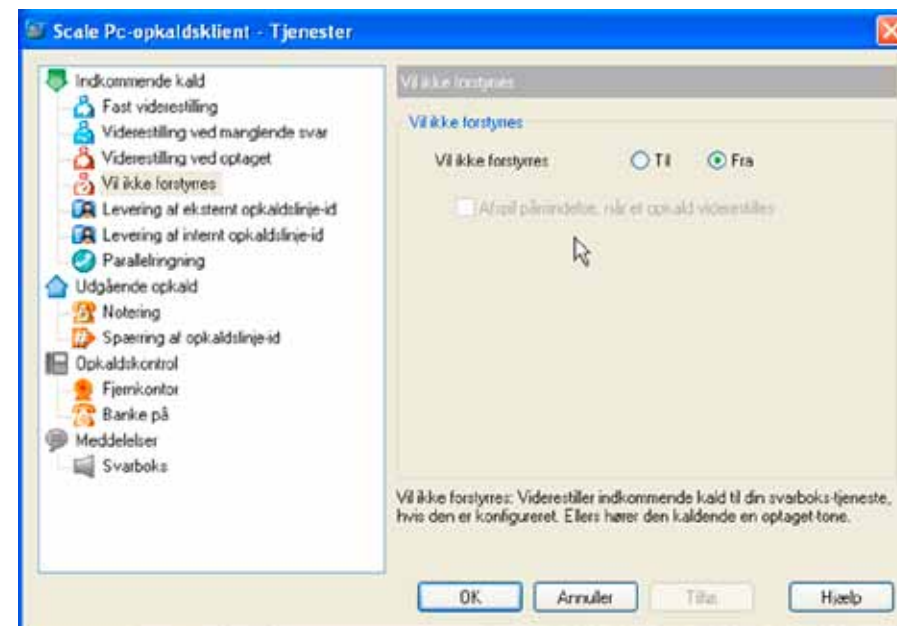 Scale Pc-opkaldsklient - Tjenester
Indkommende kald
Fast viderestilling
Viderestilling ved manglende svar
Viderestilling ved optaget
Vil ikke forstyrres
Levering af eksternt opkaldslinje-id
Levering af internt opkaldslinje-id
Parallelringning
Udgående opkald
Notering
Spærring af opkaldslinje-id
Opkaldskontrol
Fjernkontor
Banke på
Meddelelser
Svarboks
Vil ikke forstyrres
Vil ikke forstyrres
Vil ikke forstyrres
Til
Fra
Afspil påmindelse, når et opkald viderestilles
Vil ikke forstyrres: Viderestiller indkommende kald til din svarboks-tjeneste,
hvis den er konfigureret. Ellers hører den kaldende en optaget-tone.
OK
Annuller
Tilføj
Hjælp